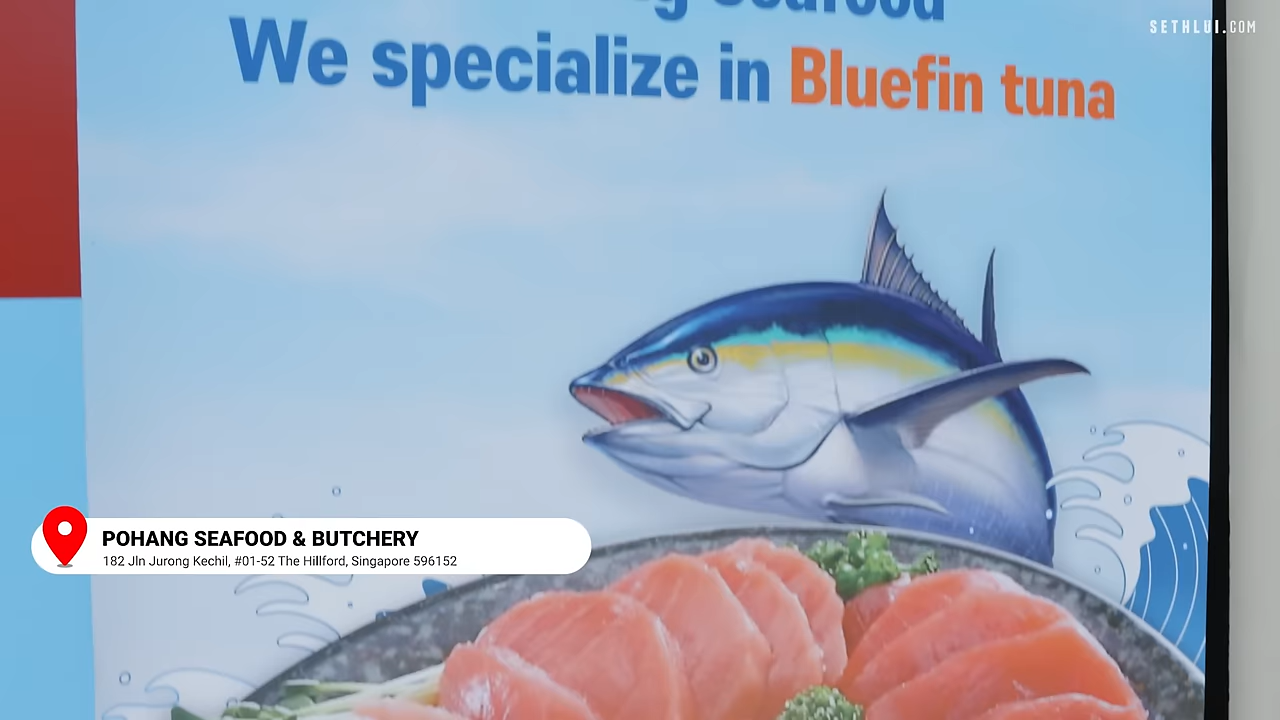 SETHLUI.COM
Seafood
We specialize in Bluefin tuna
POHANG SEAFOOD & BUTCHERY
182 Jln Jurong Kechil, #01-52 The Hillford, Singapore 596152